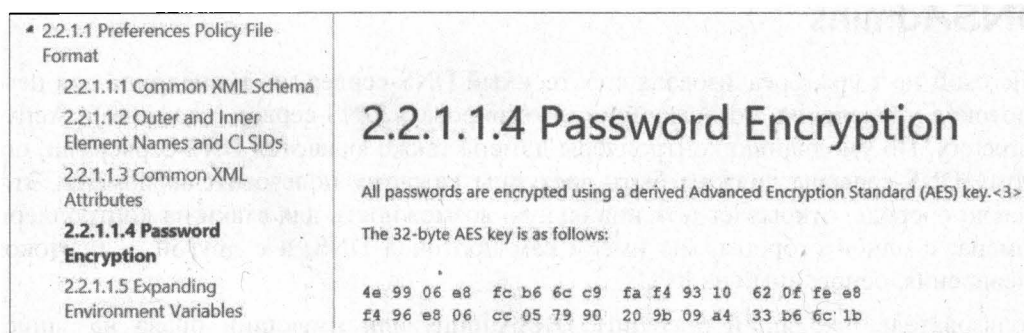 2.2.1.1 Preferences Policy File
Format
2.2.1.1.1 Common XML Schema
2.2.1.1.2 Outer and Inner
Element Names and CLSIDs
2.2.1.1.3 Common XML
Attributes
2.2.1.1.4 Password
Encryption
2.2.1.1.5 Expanding
Environment Variables
2.2.1.1.4 Password Encryption
All passwords are encrypted using a derived Advanced Encryption Standard (AES) key.<3>
The 32-byte AES key is as follows:
4e 99 06 e8 fc b6 6c c9 fa f4 93 10 62 0f fe e8
f4 96 e8 06 cc 05 79 90 20 9b 09 a4 33 b6 6c 1b